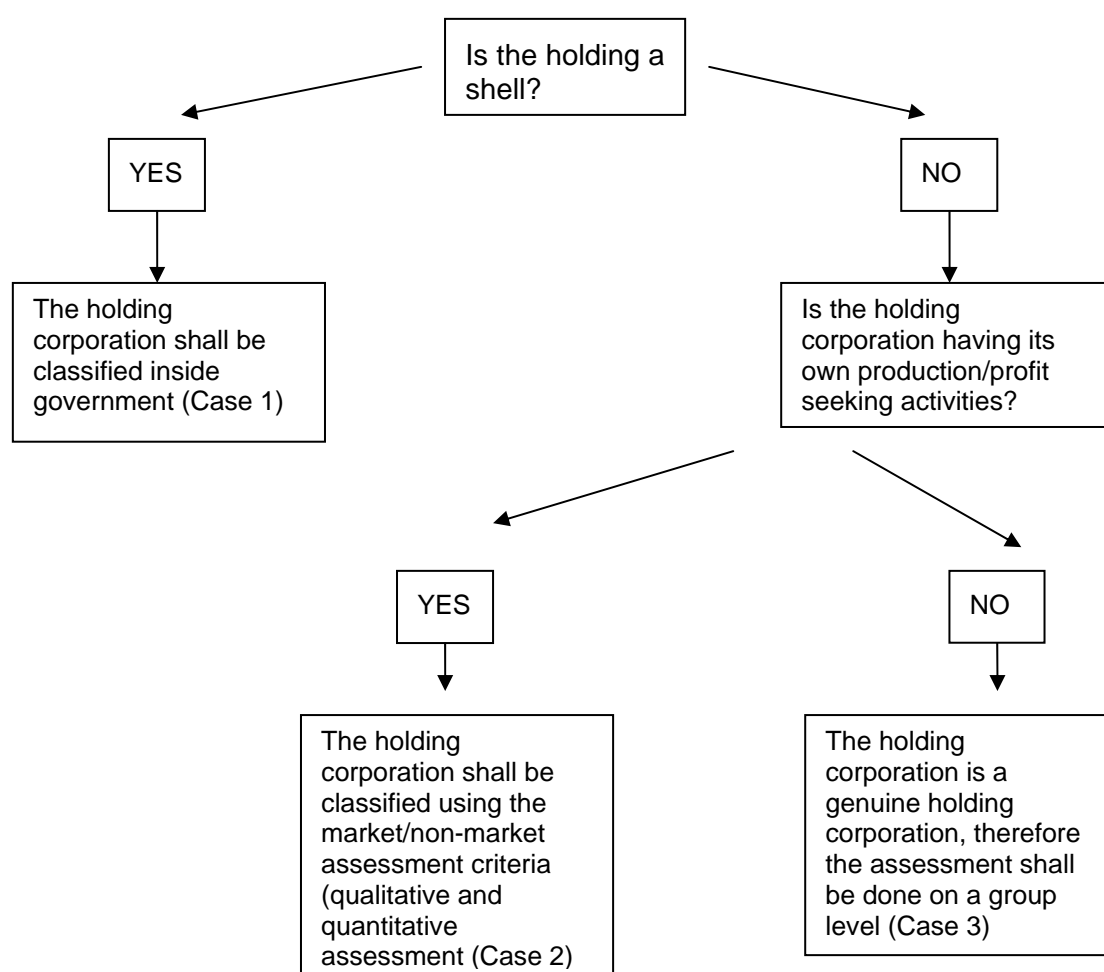 Is the holding a
shell?
YES
NO
The holding
corporation shall be
classified inside
government (Case 1)
Is the holding
corporation having its
own production/profit
seeking activities?
YES
NO
The holding
corporation shall be
classified using the
market/non-market
assessment criteria
(qualitative and
quantitative
assessment (Case 2)
The holding
corporation is a
genuine holding
corporation, therefore
the assessment shall
be done on a group
level (Case 3)